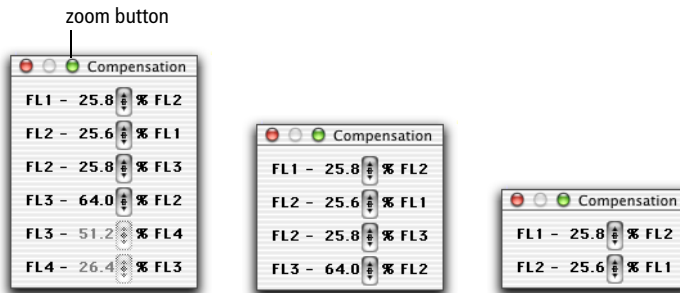 zoom button
Compensation
FL1 - 25.8 % FL2
FL2 - 25.6 % FL1
FL2 - 25.8 % FL3
FL3 - 64.0 % FL2
FL3 - 51.2 % FL4
FL4 - 26.4 % FL3
Compensation
FL1 - 25.8 % FL2
FL2 - 25.6 % FL1
FL2 - 25.8 % FL3
FL3 - 64.0 % FL2
Compensation
FL1 - 25.8 % FL2
FL2 - 25.6 % FL1